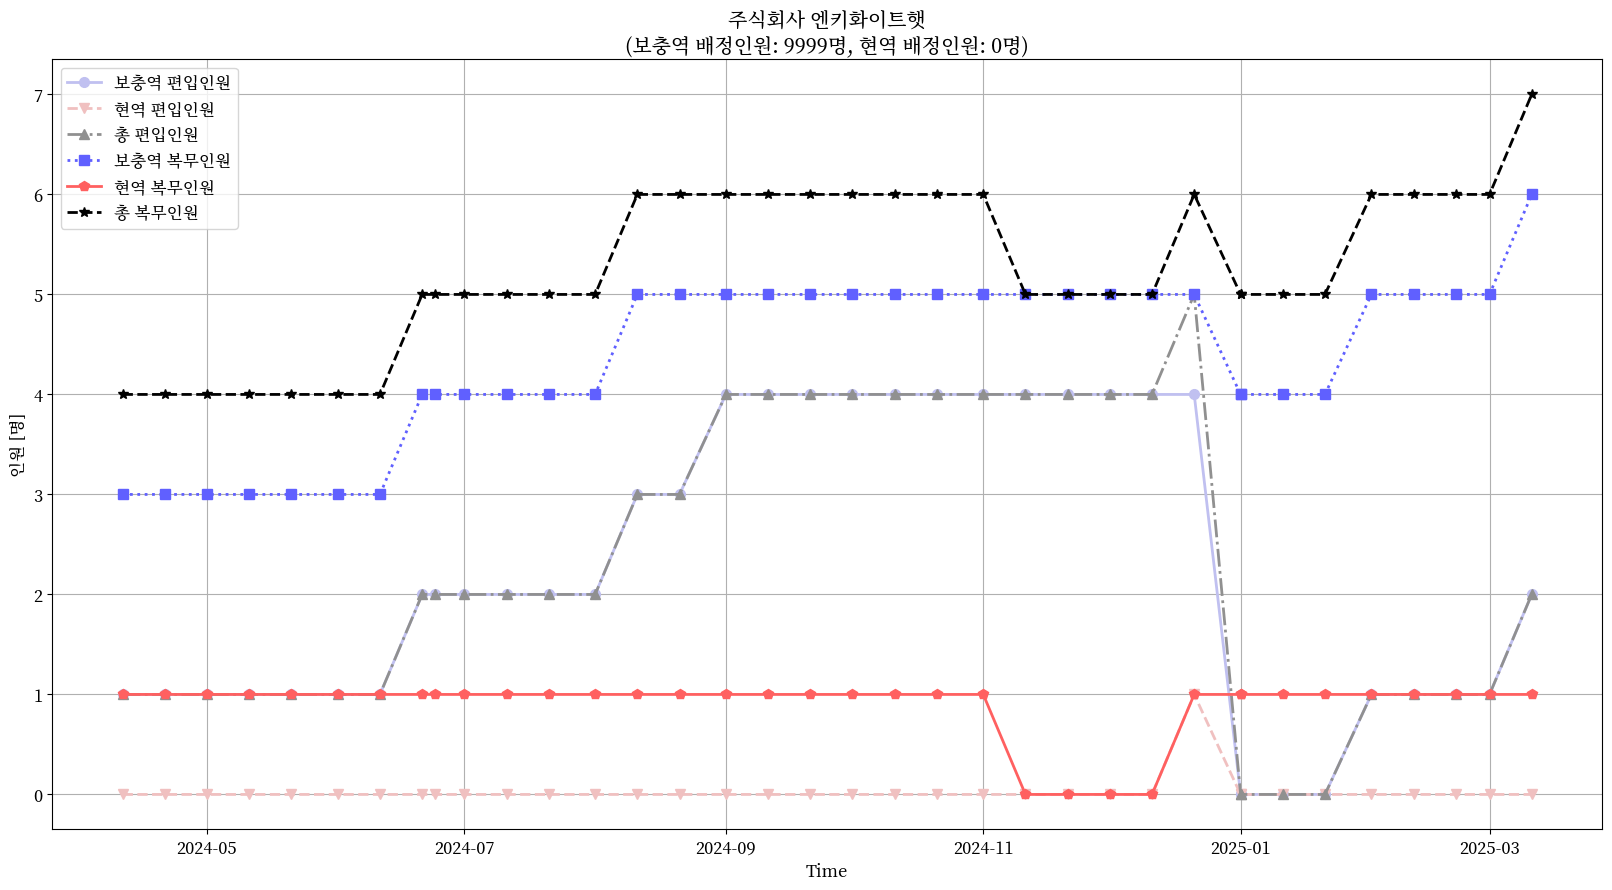 주식회사 엔키화이트햇
(보충역 배정인원: 9999명, 현역 배정인원: 0명)
보충역 편입인원
현역 편입인원
총 편입인원
보충역 복무인원
현역 복무인원
총 복무인원
인원 [명]
7
6
5
4
3
2
1
0
2024-05 2024-07 2024-09 2024-11 2025-01 2025-03
Time